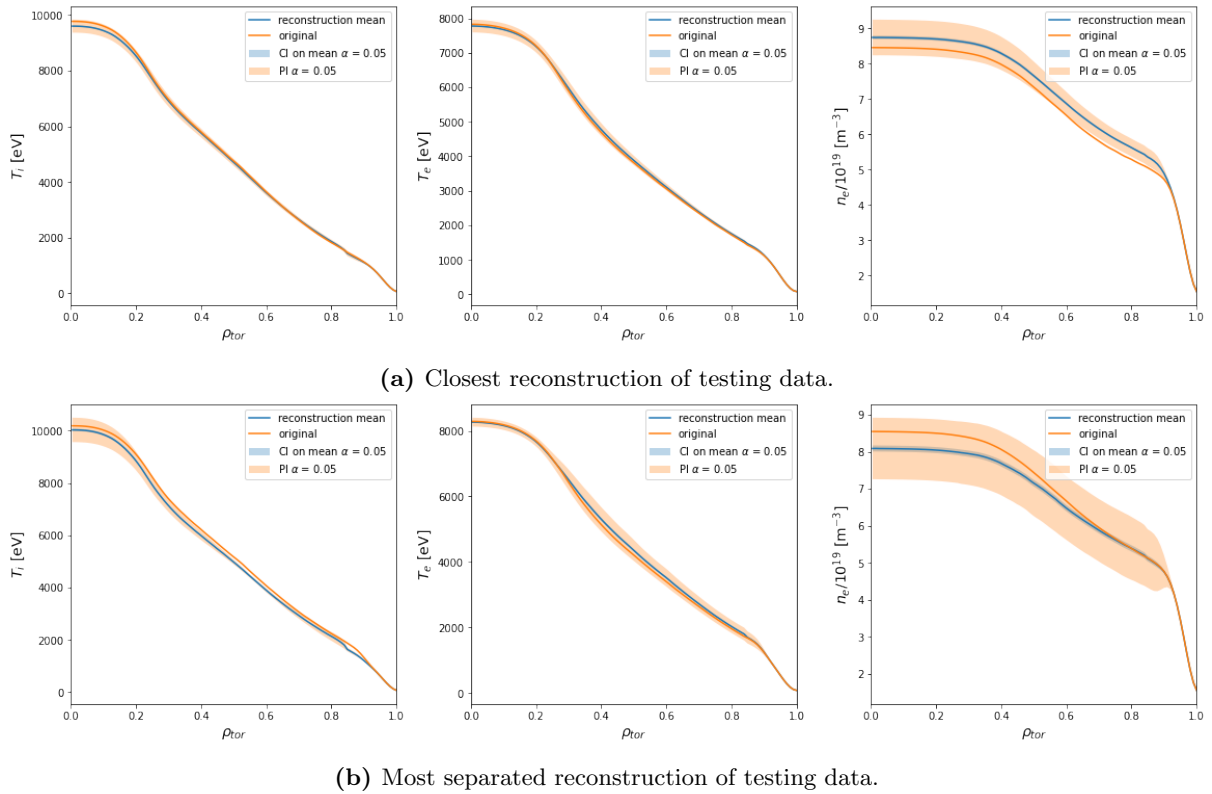 10000
8000
6000
4000
2000
0
T_i [eV]
reconstruction mean
original
CI on mean α = 0.05
PI α = 0.05
0.0 0.2 0.4 0.6 0.8 1.0
ρ_tor
8000
7000
6000
5000
4000
3000
2000
1000
0
T_e [eV]
reconstruction mean
original
CI on mean α = 0.05
PI α = 0.05
0.0 0.2 0.4 0.6 0.8 1.0
ρ_tor
9
8
7
6
5
4
3
2
n_e/10^19 [m^−3]
reconstruction mean
original
CI on mean α = 0.05
PI α = 0.05
0.0 0.2 0.4 0.6 0.8 1.0
ρ_tor
(a) Closest reconstruction of testing data.
10000
8000
6000
4000
2000
0
T_i [eV]
reconstruction mean
original
CI on mean α = 0.05
PI α = 0.05
0.0 0.2 0.4 0.6 0.8 1.0
ρ_tor
8000
6000
4000
2000
0
T_e [eV]
reconstruction mean
original
CI on mean α = 0.05
PI α = 0.05
0.0 0.2 0.4 0.6 0.8 1.0
ρ_tor
9
8
7
6
5
4
3
2
n_e/10^19 [m^−3]
reconstruction mean
original
CI on mean α = 0.05
PI α = 0.05
0.0 0.2 0.4 0.6 0.8 1.0
ρ_tor
(b) Most separated reconstruction of testing data.